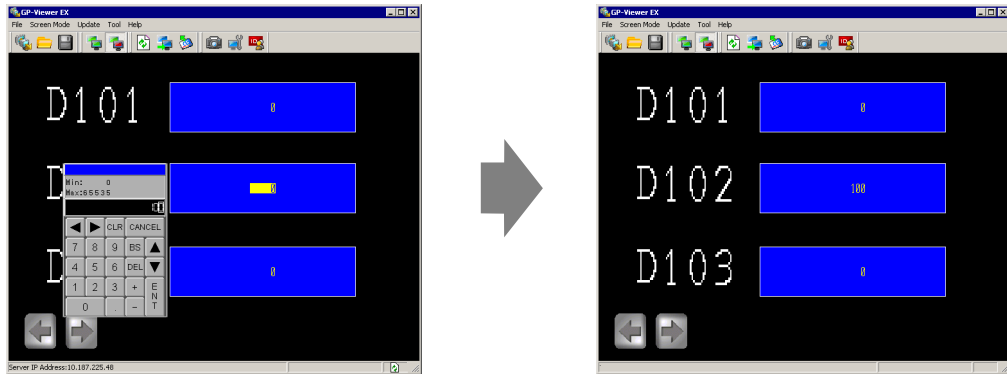 GP-Viewer EX
File Screen Mode Update Tool Help
ID
D101
0
D
Min: 0
Max:65535
0
CLR CANCEL
7 8 9 BS
4 5 6 DEL
1 2 3 + ENT
0 . -
D
0
Server IP Address:10.187.225.48
GP-Viewer EX
File Screen Mode Update Tool Help
ID
D101
0
D102
100
D103
0